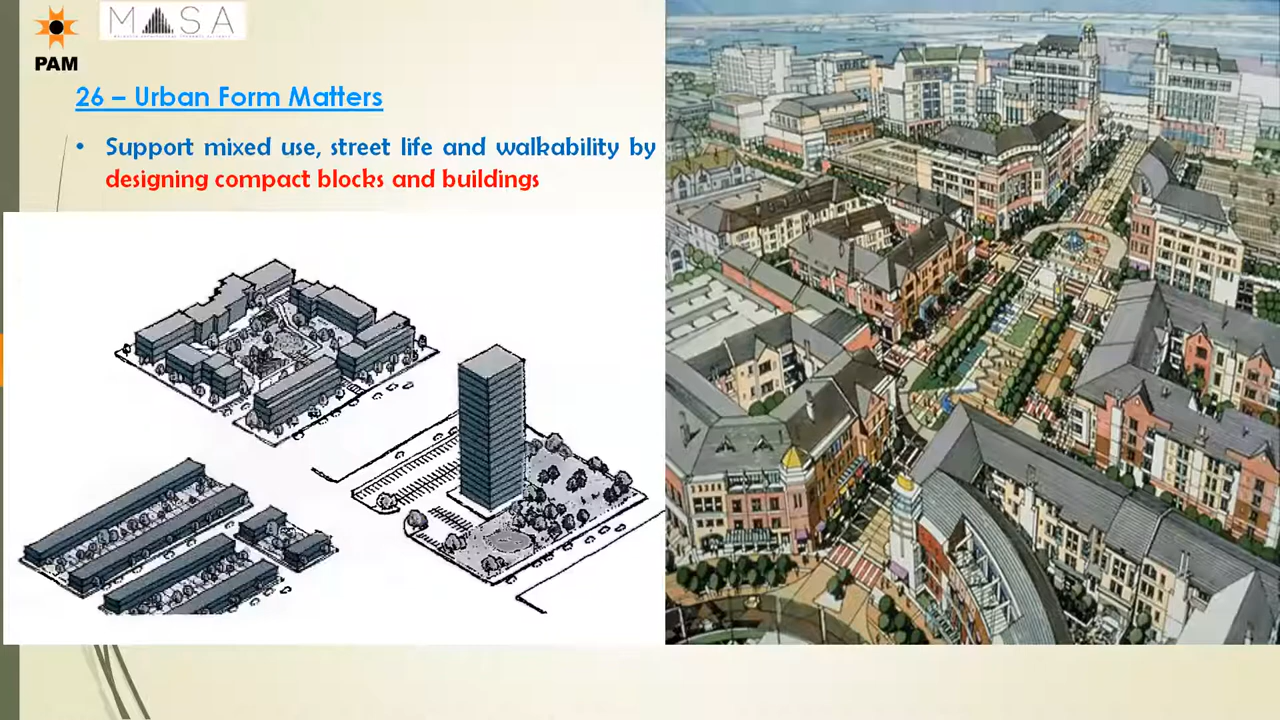 MASA
PAM
26 – Urban Form Matters
• Support mixed use, street life and walkability by
designing compact blocks and buildings